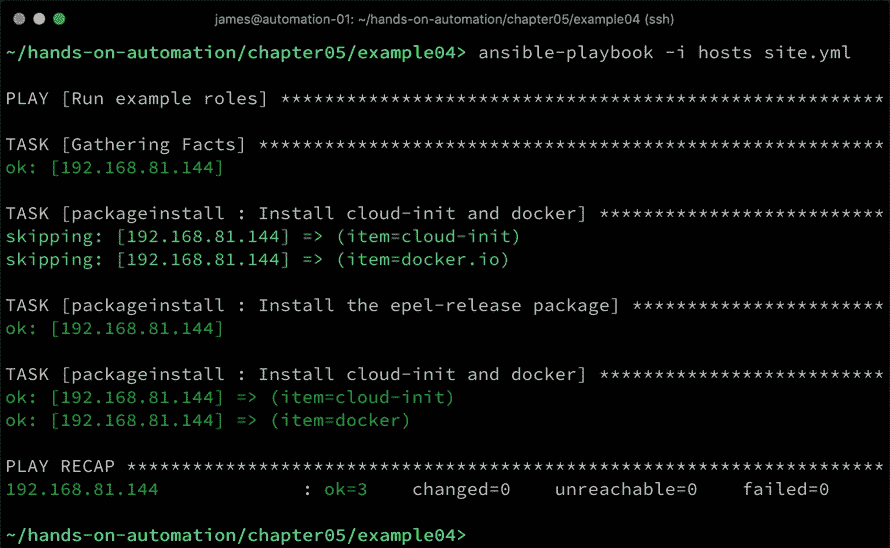 james@automation-01: ~/hands-on-automation/chapter05/example04 (ssh)
~/hands-on-automation/chapter05/example04> ansible-playbook -i hosts site.yml
PLAY [Run example roles] *******************************************************
TASK [Gathering Facts] *********************************************************
ok: [192.168.81.144]
TASK [packageinstall : Install cloud-init and docker] **************************
skipping: [192.168.81.144] => (item=cloud-init)
skipping: [192.168.81.144] => (item=docker.io)
TASK [packageinstall : Install the epel-release package] ***********************
ok: [192.168.81.144]
TASK [packageinstall : Install cloud-init and docker] **************************
ok: [192.168.81.144] => (item=cloud-init)
ok: [192.168.81.144] => (item=docker)
PLAY RECAP *********************************************************************
192.168.81.144             : ok=3    changed=0    unreachable=0    failed=0
~/hands-on-automation/chapter05/example04>